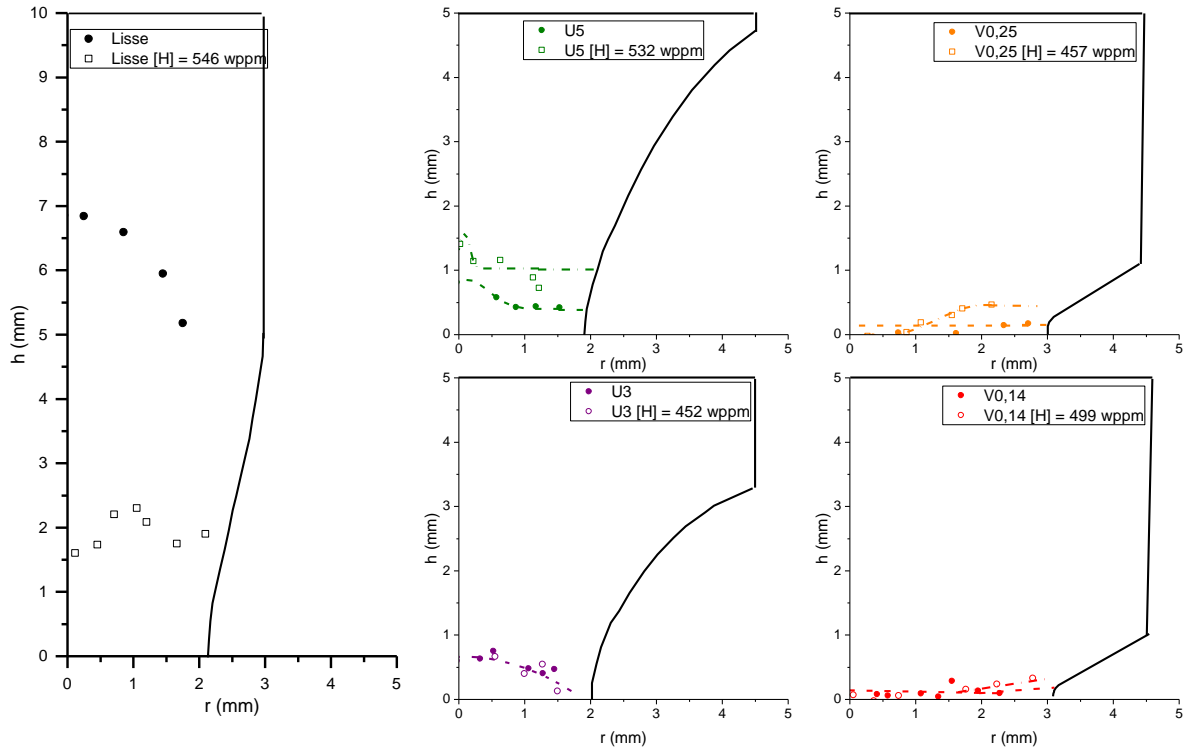 Lisse
Lisse [H] = 546 wppm
10
9
8
7
6
5
4
3
2
1
0
h (mm)
0 1 2 3 4 5
r (mm)
U5
U5 [H] = 532 wppm
5
4
3
2
1
0
h (mm)
0 1 2 3 4 5
r (mm)
V0,25
V0,25 [H] = 457 wppm
5
4
3
2
1
0
h (mm)
0 1 2 3 4 5
r (mm)
U3
U3 [H] = 452 wppm
5
4
3
2
1
0
h (mm)
0 1 2 3 4 5
r (mm)
V0,14
V0,14 [H] = 499 wppm
5
4
3
2
1
0
h (mm)
0 1 2 3 4 5
r (mm)